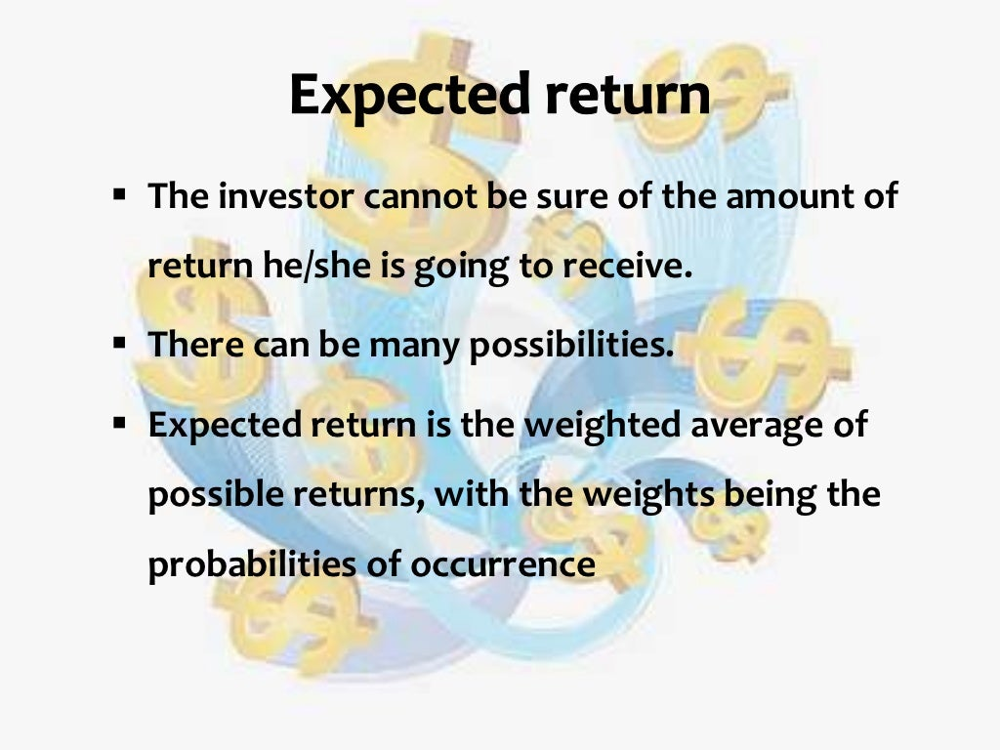 Expected return
▪ The investor cannot be sure of the amount of
return he/she is going to receive.
▪ There can be many possibilities.
▪ Expected return is the weighted average of
possible returns, with the weights being the
probabilities of occurrence